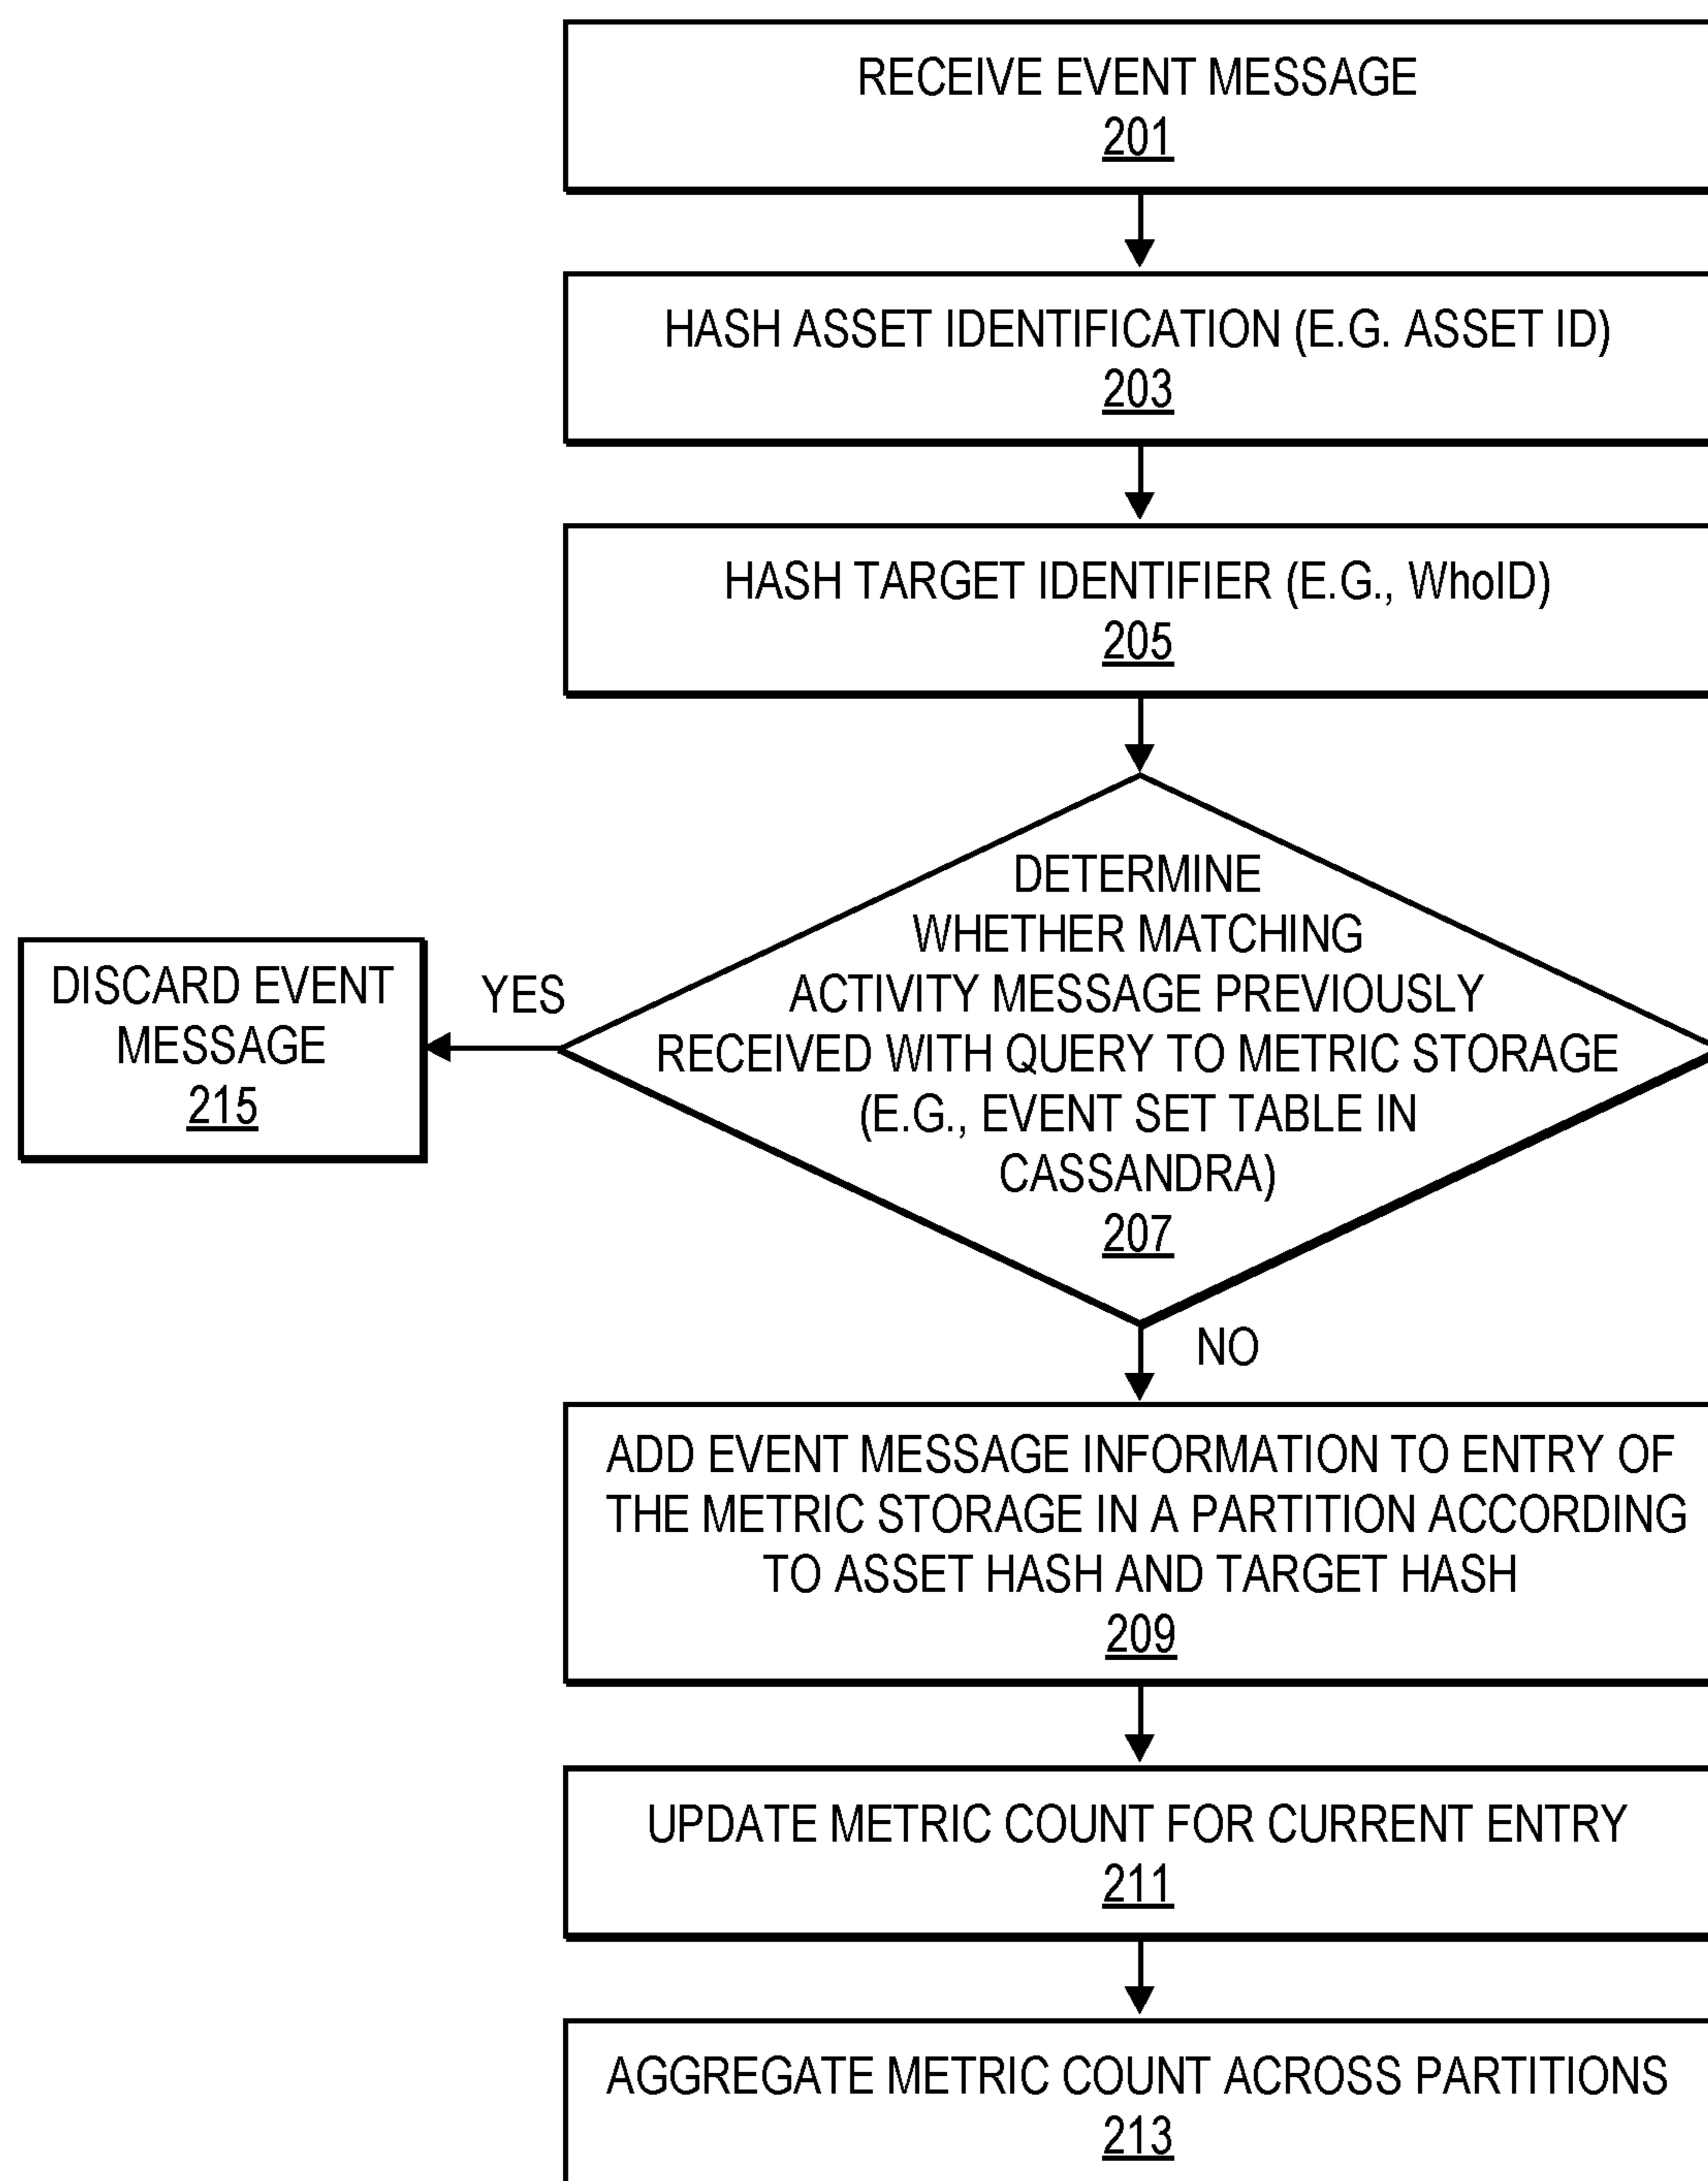 RECEIVE EVENT MESSAGE
201
HASH ASSET IDENTIFICATION (E.G. ASSET ID)
203
HASH TARGET IDENTIFIER (E.G., WhoID)
205
DETERMINE
WHETHER MATCHING
ACTIVITY MESSAGE PREVIOUSLY
RECEIVED WITH QUERY TO METRIC STORAGE
(E.G., EVENT SET TABLE IN
CASSANDRA)
207
YES
DISCARD EVENT
MESSAGE
215
NO
ADD EVENT MESSAGE INFORMATION TO ENTRY OF
THE METRIC STORAGE IN A PARTITION ACCORDING
TO ASSET HASH AND TARGET HASH
209
UPDATE METRIC COUNT FOR CURRENT ENTRY
211
AGGREGATE METRIC COUNT ACROSS PARTITIONS
213